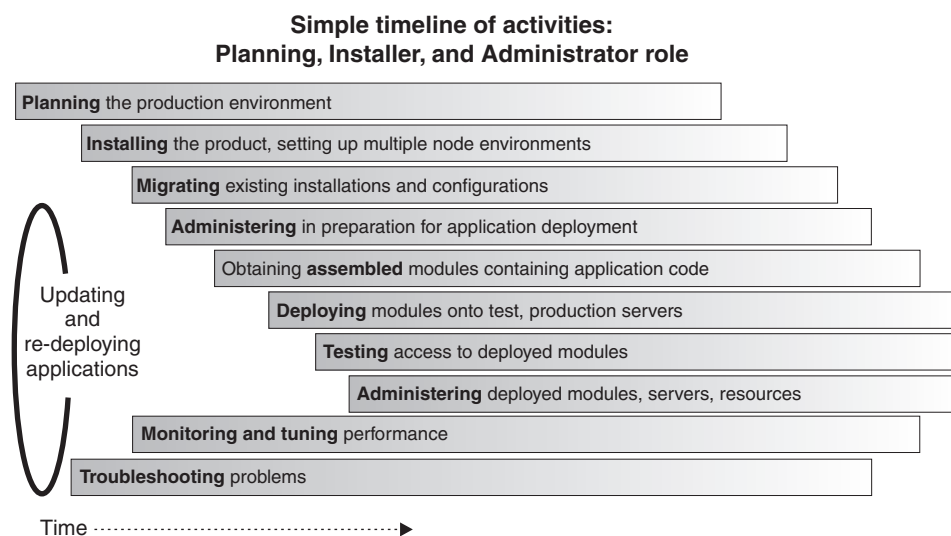 Simple timeline of activities:
Planning, Installer, and Administrator role
Planning the production environment
Installing the product, setting up multiple node environments
Migrating existing installations and configurations
Administering in preparation for application deployment
Obtaining assembled modules containing application code
Deploying modules onto test, production servers
Testing access to deployed modules
Administering deployed modules, servers, resources
Monitoring and tuning performance
Troubleshooting problems
Updating
and
re-deploying
applications
Time